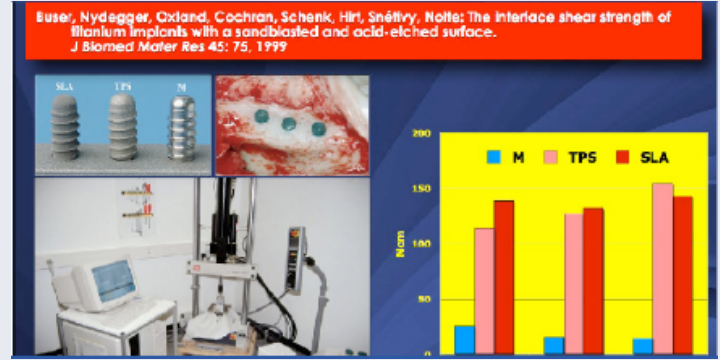 Buser, Nydegger, Oxland, Cochran, Schenk, Hirt, Snétivy, Nolte: The interface shear strength of
titanium implants with a sandblasted and acid-etched surface.
J Biomed Mater Res 45: 75, 1999
SLA TPS M
200
M TPS SLA
150
Ncm
100
50
0